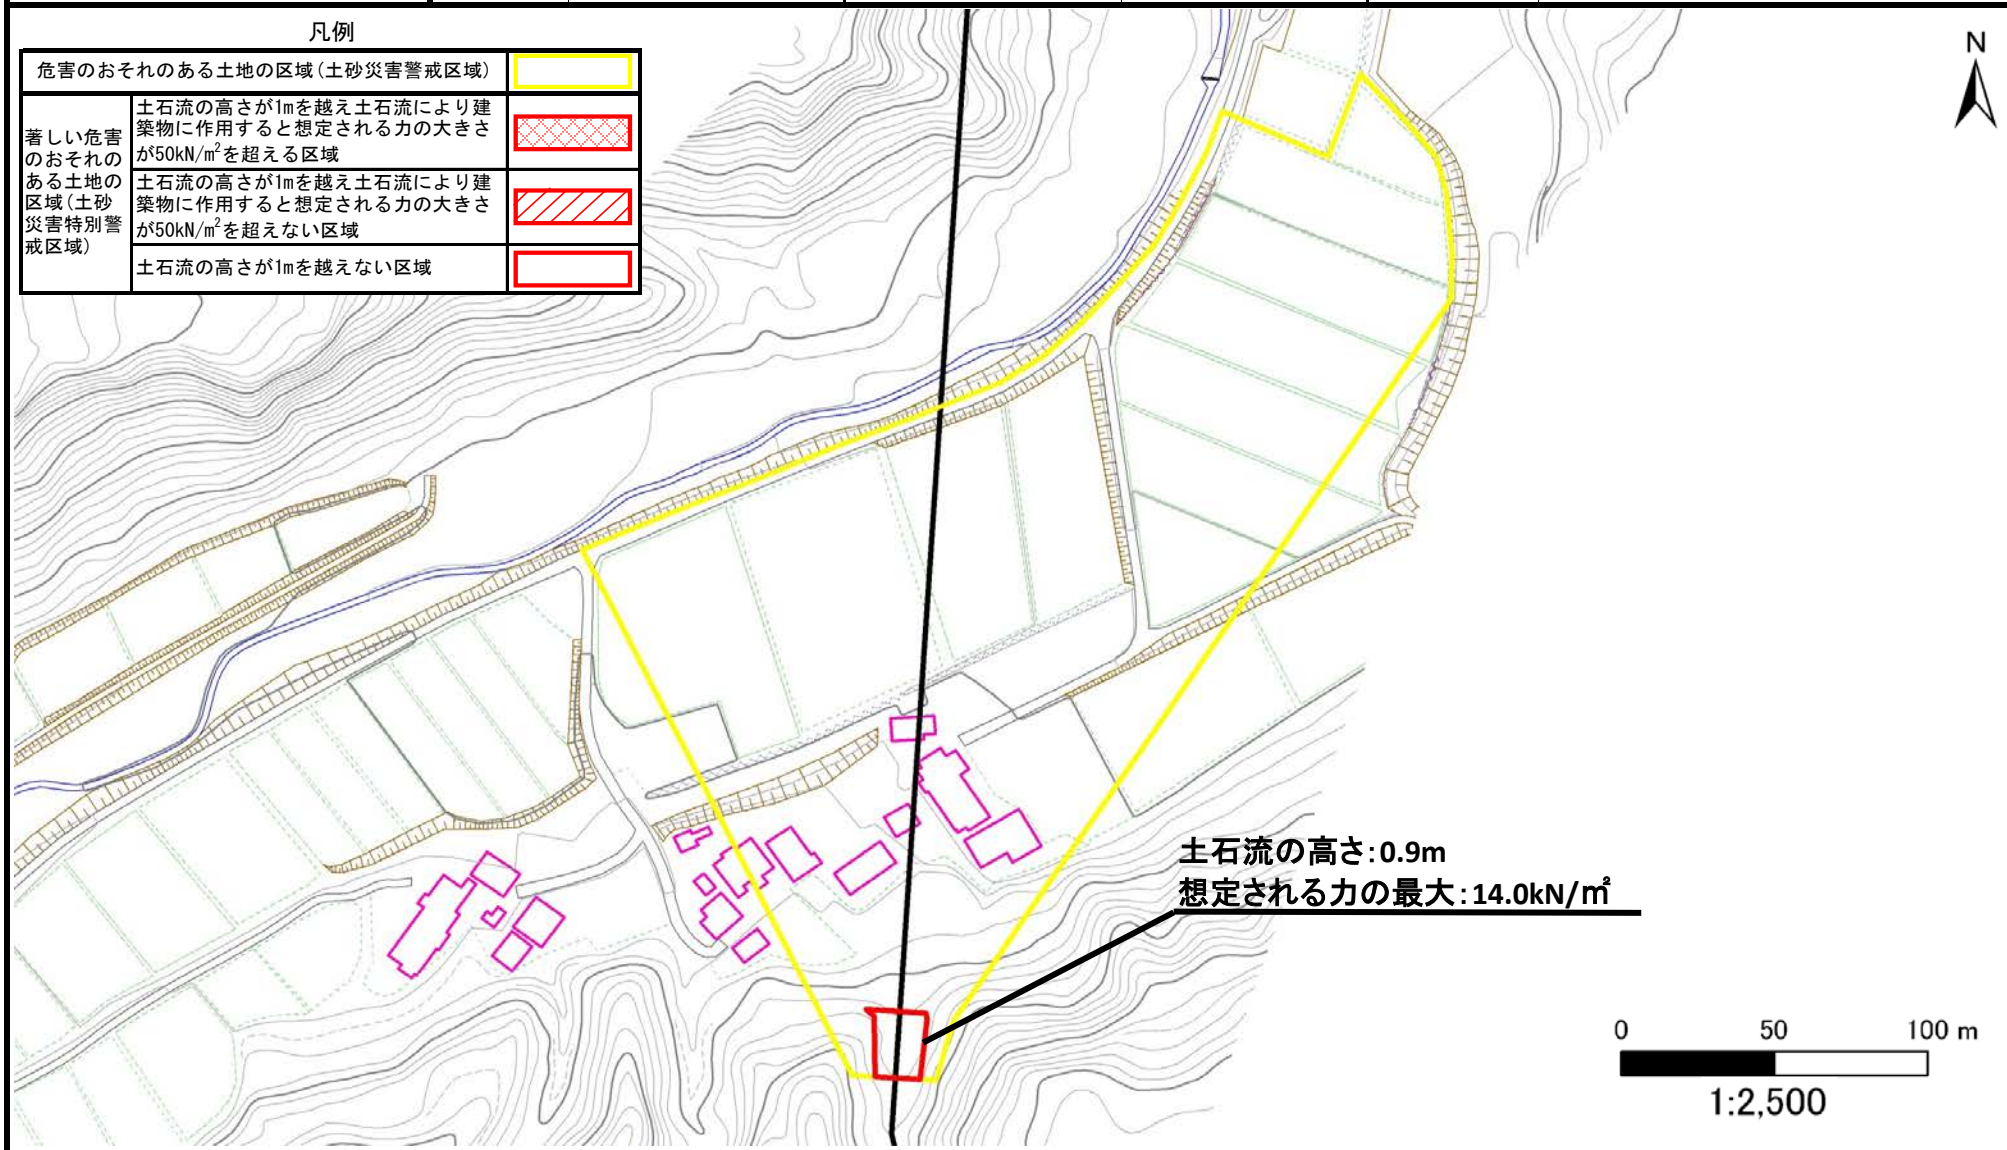 凡例
危害のおそれのある土地の区域(土砂災害警戒区域)
著しい危害
のおそれの
ある土地の
区域(土砂
災害特別警
戒区域)
土石流の高さが1mを越え土石流により建
築物に作用すると想定される力の大きさ
が50kN/m²を超える区域
土石流の高さが1mを越え土石流により建
築物に作用すると想定される力の大きさ
が50kN/m²を超えない区域
土石流の高さが1mを越えない区域
N
土石流の高さ:0.9m
想定される力の最大:14.0kN/㎡
0 50 100 m
1:2,500